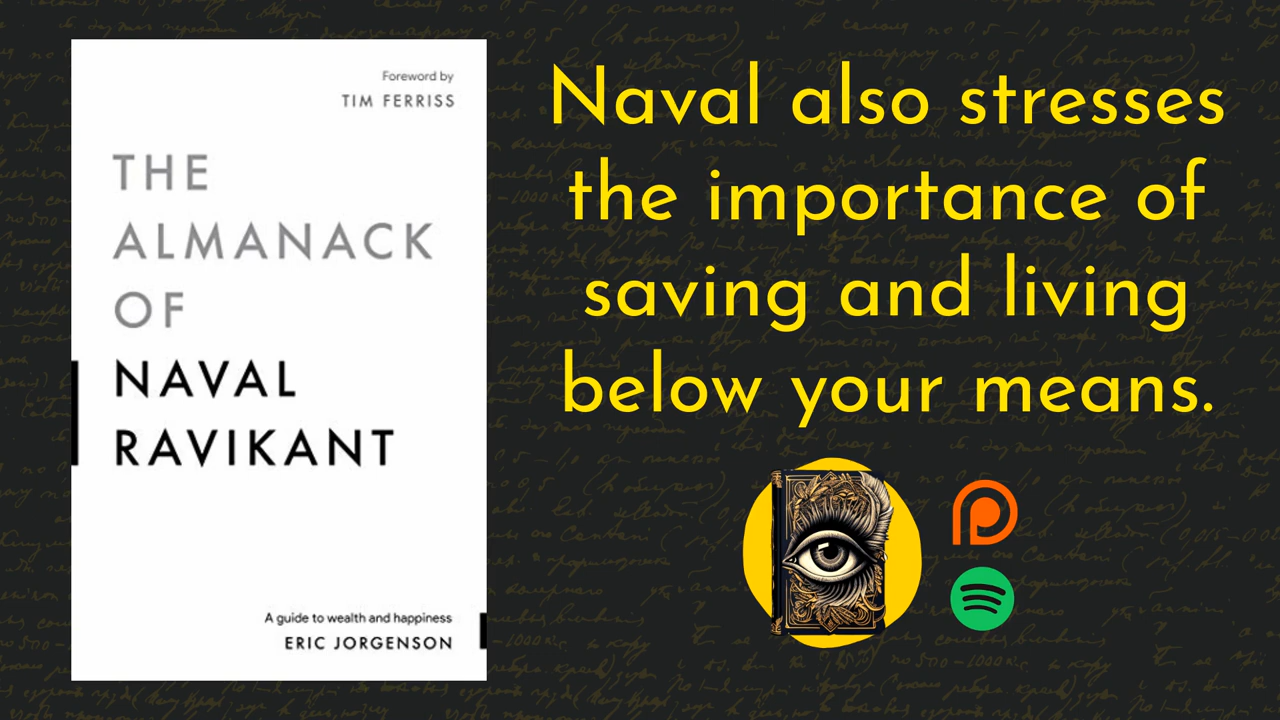 Foreword by
TIM FERRISS
THE
ALMANACK
OF
NAVAL
RAVIKANT
A guide to wealth and happiness
ERIC JORGENSON
Naval also stresses
the importance of
saving and living
below your means.